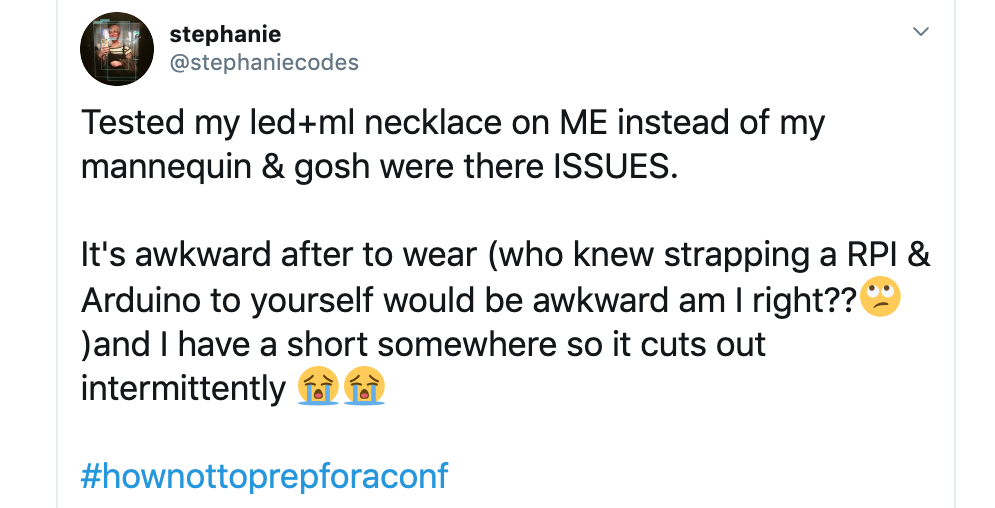 stephanie
@stephaniecodes
Tested my led+ml necklace on ME instead of my
mannequin & gosh were there ISSUES.
It's awkward after to wear (who knew strapping a RPI &
Arduino to yourself would be awkward am I right??🙄
)and I have a short somewhere so it cuts out
intermittently 😭😭
#hownottoprepforaconf